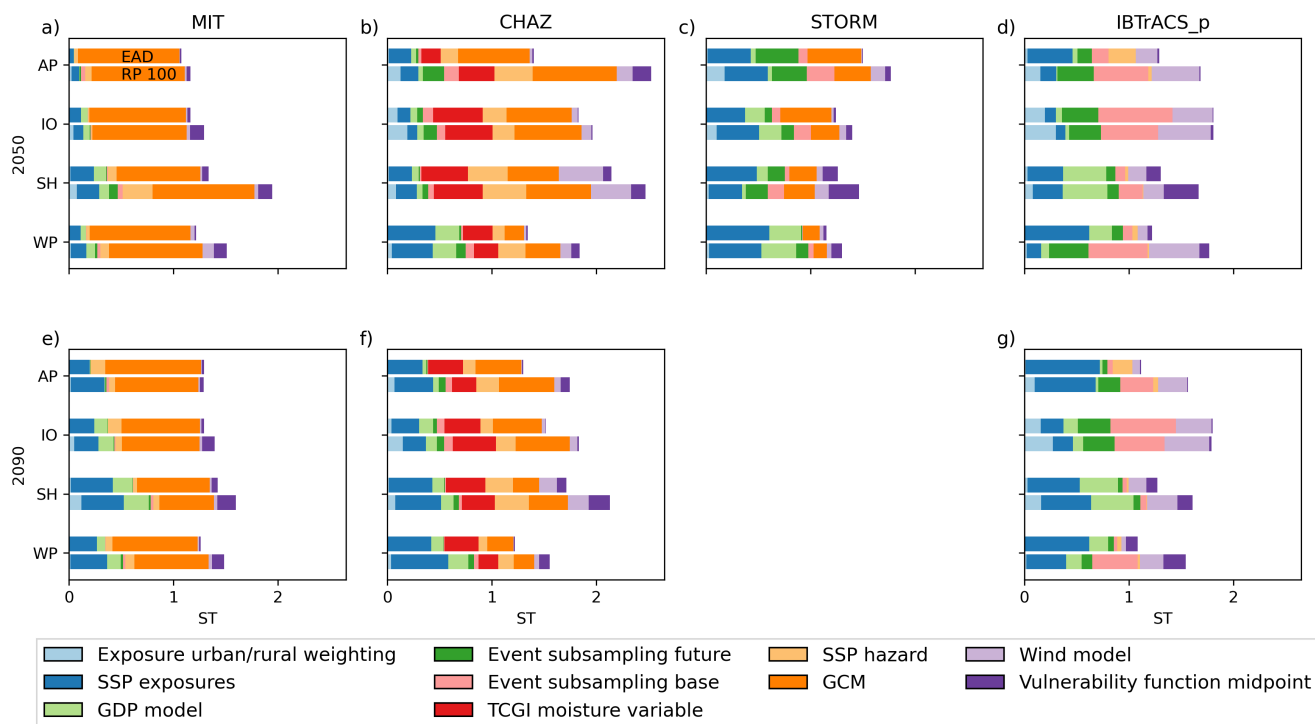 MIT
CHAZ
STORM
IBTrACS_p
a)
b)
c)
d)
AP
EAD
RP 100
IO
2050
SH
WP
e)
f)
g)
AP
IO
2090
SH
WP
0
1
2
0
1
2
0
1
2
ST
ST
ST
Exposure urban/rural weighting
Event subsampling future
SSP hazard
Wind model
SSP exposures
Event subsampling base
GCM
Vulnerability function midpoint
GDP model
TCGI moisture variable